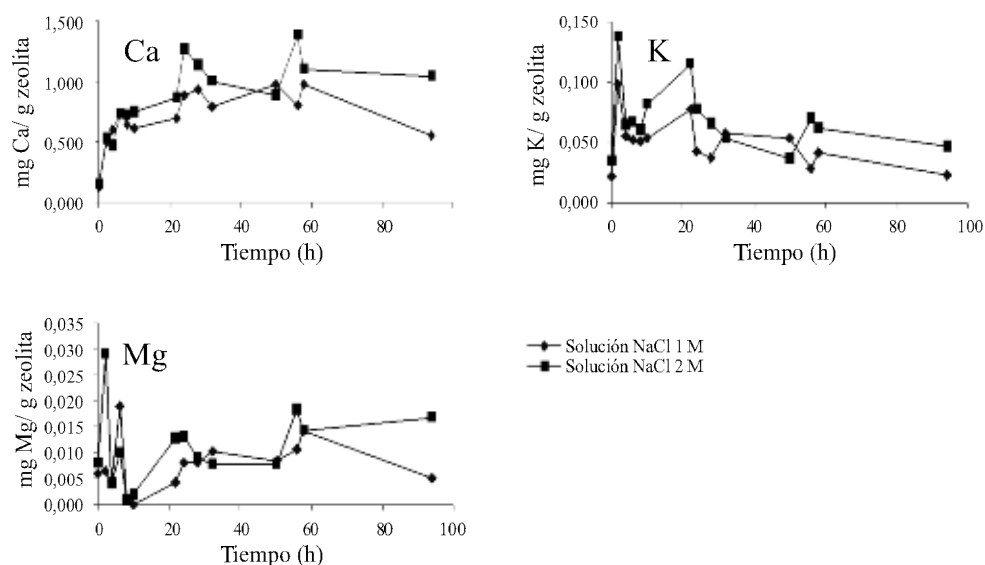 1,500
1,000
0,500
0,000
mg Ca/ g zeolita
Ca
0 20 40 60 80 100
Tiempo (h)
0,150
0,100
0,050
0,000
mg K/ g zeolita
K
0 20 40 60 80 100
Tiempo (h)
0,035
0,030
0,025
0,020
0,015
0,010
0,005
0,000
mg Mg/ g zeolita
Mg
0 20 40 60 80 100
Tiempo (h)
Solución NaCl 1 M
Solución NaCl 2 M